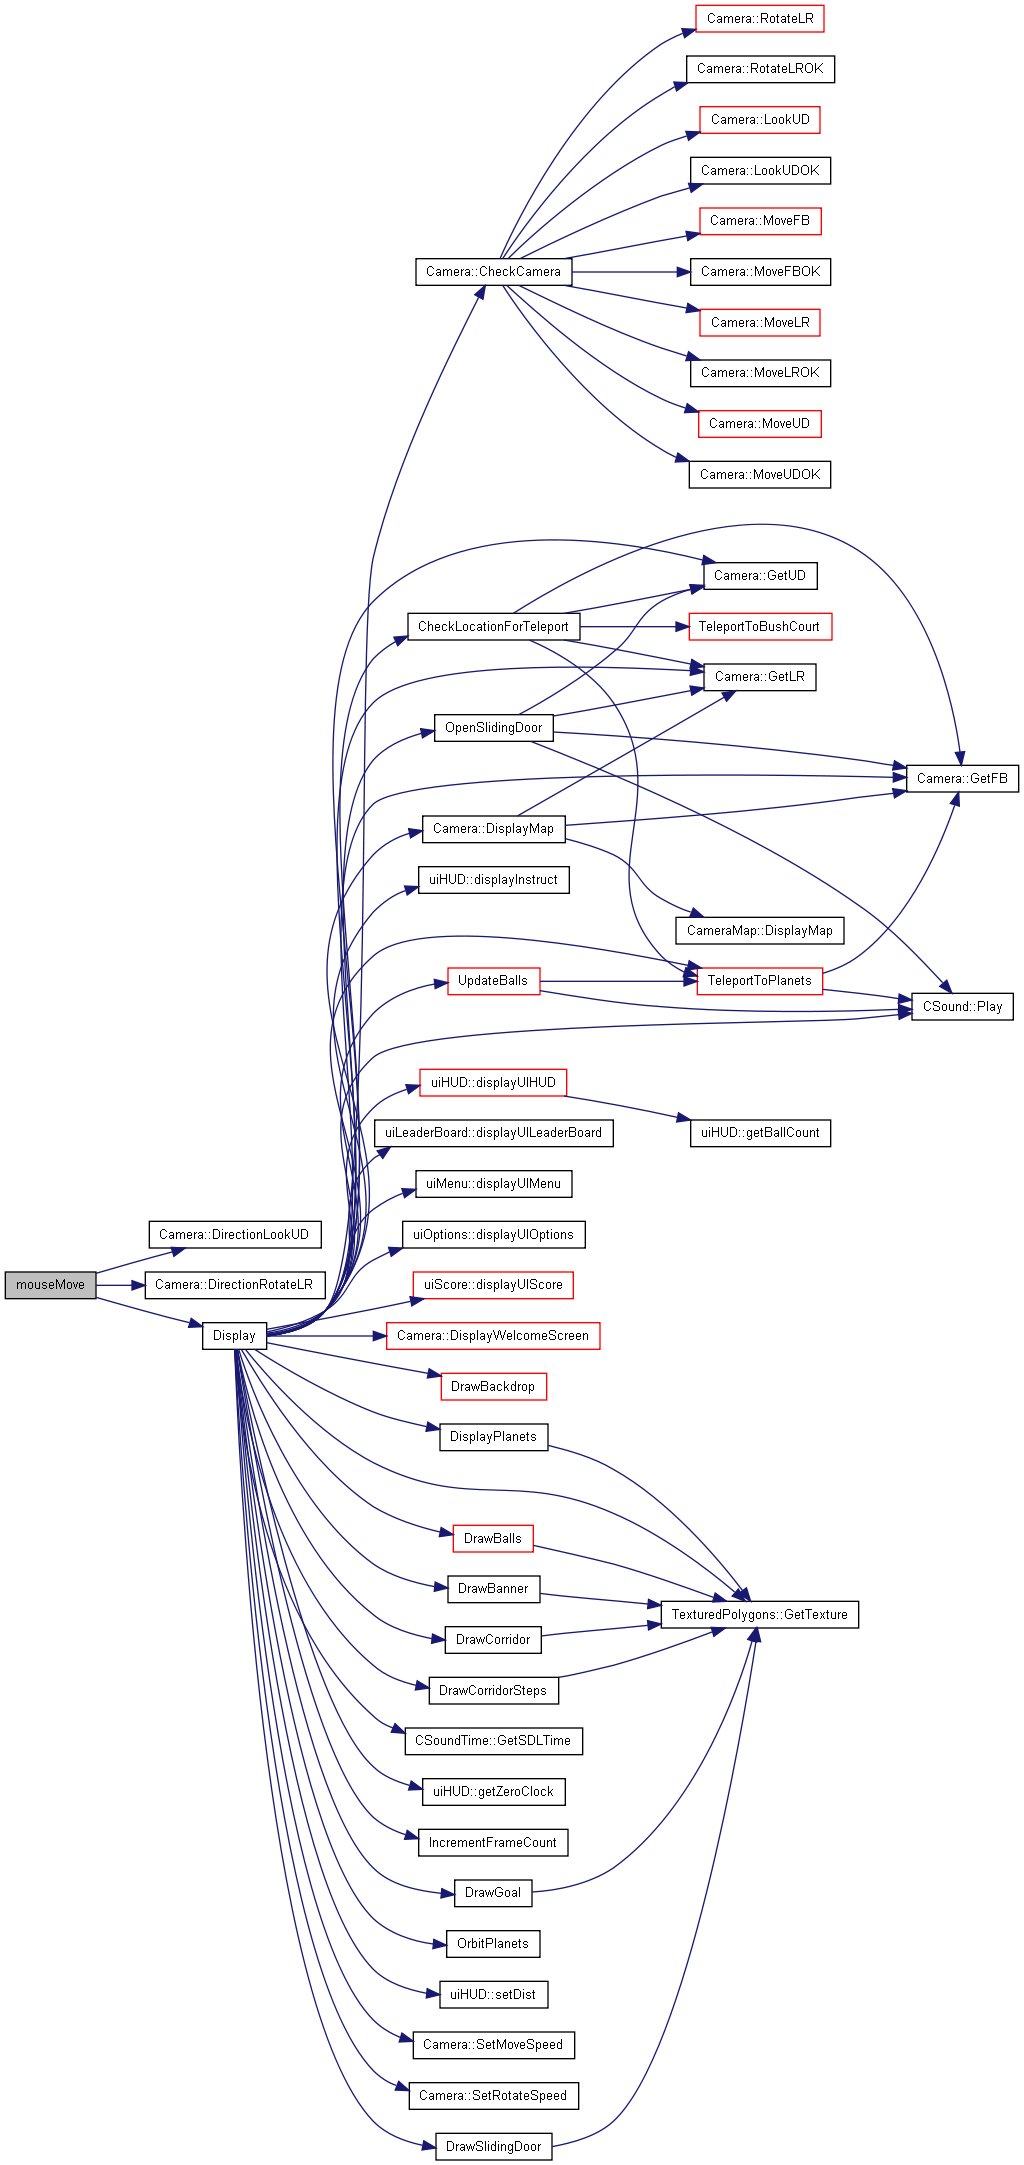 Camera::RotateLR
Camera::RotateLROK
Camera::LookUD
Camera::LookUDOK
Camera::MoveFB
Camera::CheckCamera
Camera::MoveFBOK
Camera::MoveLR
Camera::MoveLROK
Camera::MoveUD
Camera::MoveUDOK
Camera::GetUD
CheckLocationForTeleport
TeleportToBushCourt
Camera::GetLR
OpenSlidingDoor
Camera::GetFB
Camera::DisplayMap
uiHUD::displayInstruct
CameraMap::DisplayMap
UpdateBalls
TeleportToPlanets
CSound::Play
uiHUD::displayUIHUD
uiLeaderBoard::displayUILeaderBoard
uiHUD::getBallCount
uiMenu::displayUIMenu
Camera::DirectionLookUD
uiOptions::displayUIOptions
mouseMove
Camera::DirectionRotateLR
uiScore::displayUIScore
Display
Camera::DisplayWelcomeScreen
DrawBackdrop
DisplayPlanets
DrawBalls
DrawBanner
TexturedPolygons::GetTexture
DrawCorridor
DrawCorridorSteps
CSoundTime::GetSDLTime
uiHUD::getZeroClock
IncrementFrameCount
DrawGoal
OrbitPlanets
uiHUD::setDist
Camera::SetMoveSpeed
Camera::SetRotateSpeed
DrawSlidingDoor